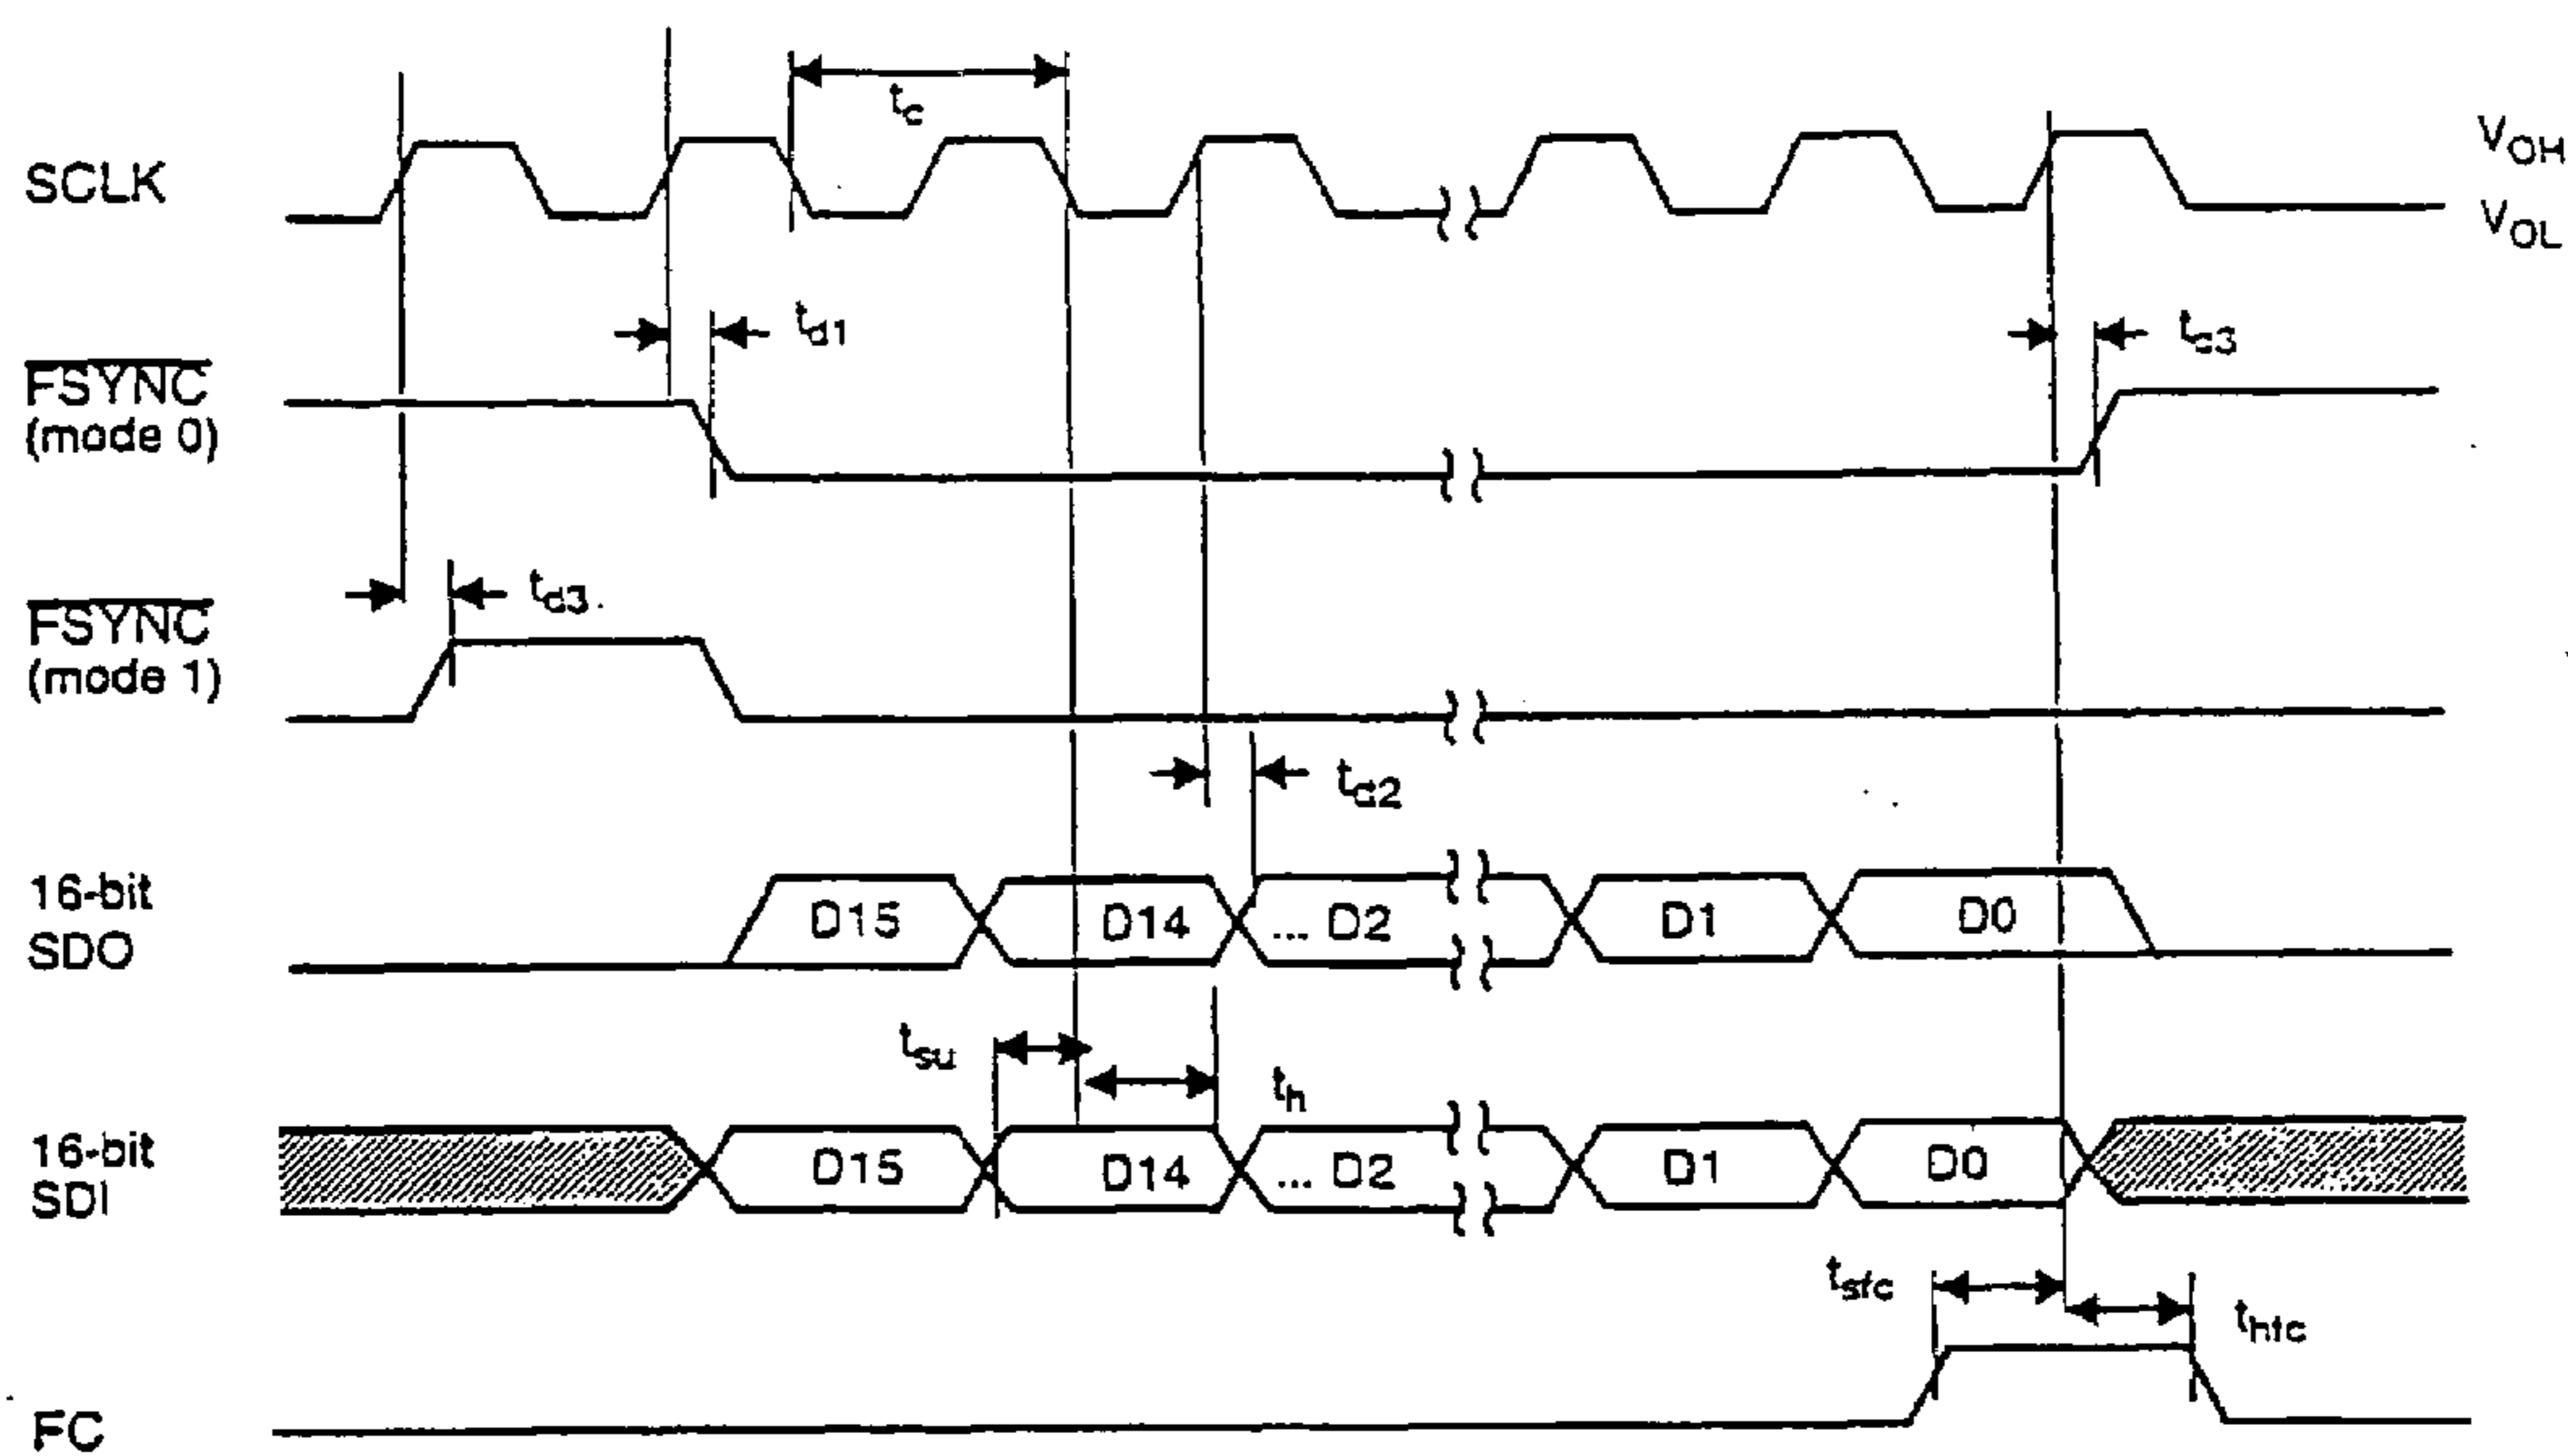 tc
SCLK
VOH
VOL
td1
td3
FSYNC
(mode 0)
td3
FSYNC
(mode 1)
td2
16-bit
SDO
D15 D14 ... D2 D1 D0
tsu
th
16-bit
SDI
D15 D14 ... D2 D1 D0
tsfc
thfc
FC